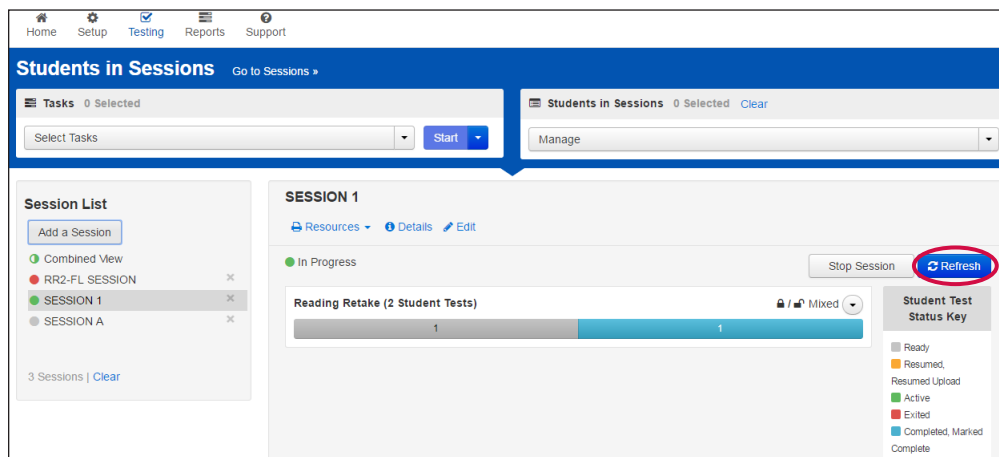 Home Setup Testing Reports Support
Students in Sessions Go to Sessions »
Tasks 0 Selected
Select Tasks Start
Students in Sessions 0 Selected Clear
Manage
Session List
Add a Session
Combined View
RR2-FL SESSION ×
SESSION 1 ×
SESSION A ×
3 Sessions | Clear
SESSION 1
Resources Details Edit
In Progress
Stop Session Refresh
Reading Retake (2 Student Tests) / Mixed
1 1
Student Test
Status Key
Ready
Resumed,
Resumed Upload
Active
Exited
Completed, Marked
Complete